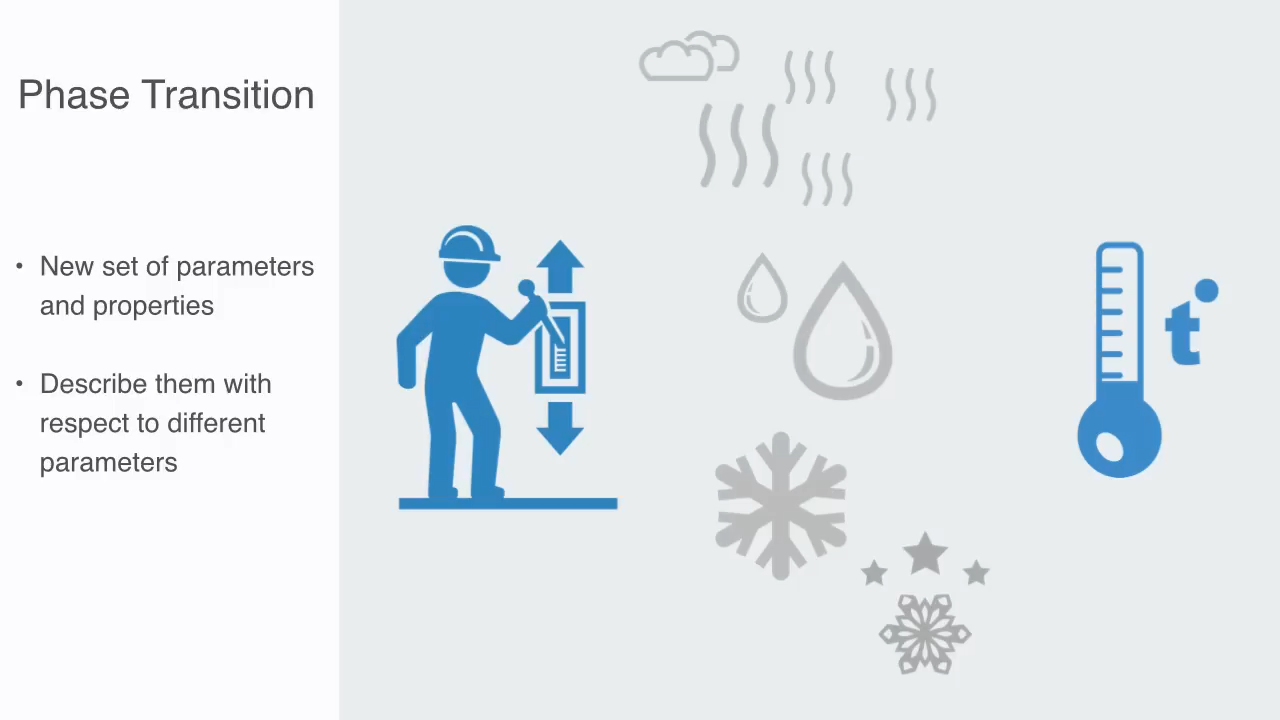 Phase Transition
• New set of parameters
and properties
• Describe them with
respect to different
parameters
t